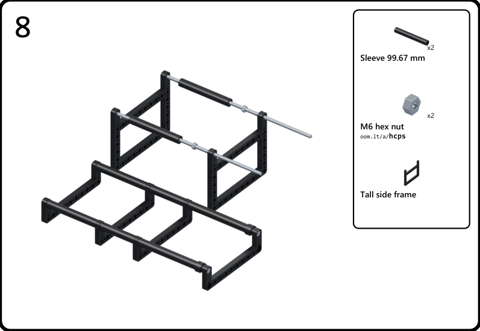 8
x2
Sleeve 99.67 mm
x2
M6 hex nut
oom.lt/a/hcps
Tall side frame